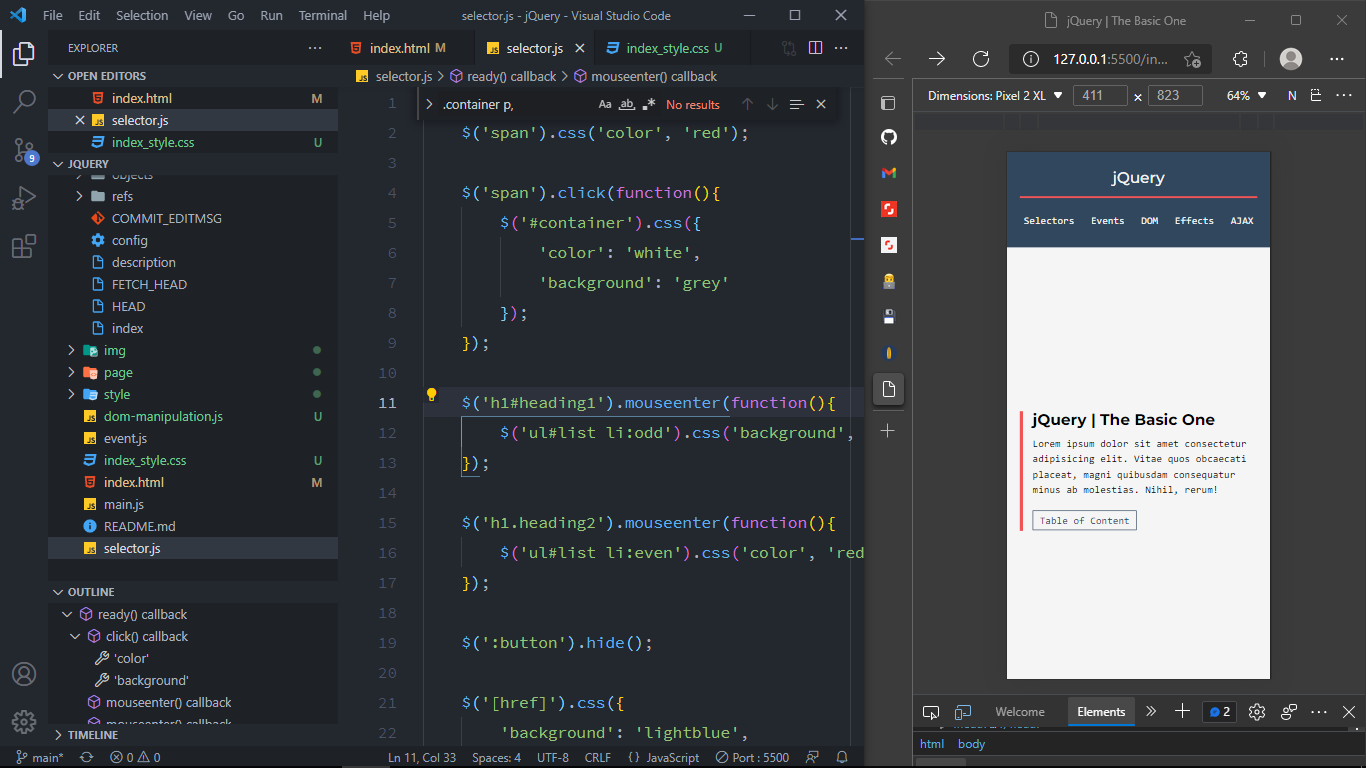 File Edit Selection View Go Run Terminal Help
selector.js - jQuery - Visual Studio Code
EXPLORER
OPEN EDITORS
index.html M
selector.js
index_style.css U
JQUERY
objects
refs
COMMIT_EDITMSG
config
description
FETCH_HEAD
HEAD
index
img
page
style
dom-manipulation.js U
event.js
index_style.css U
index.html M
main.js
README.md
selector.js
OUTLINE
ready() callback
click() callback
'color'
'background'
mouseenter() callback
mouseenter() callback
TIMELINE
9
index.html M
selector.js
index_style.css U
selector.js > ready() callback > mouseenter() callback
.container p,
Aa ab .* No results
1
2 $('span').css('color', 'red');
3
4 $('span').click(function(){
5 $('#container').css({
6 'color': 'white',
7 'background': 'grey'
8 });
9 });
10
11 $('h1#heading1').mouseenter(function(){
12 $('ul#list li:odd').css('background',
13 });
14
15 $('h1.heading2').mouseenter(function(){
16 $('ul#list li:even').css('color', 'red
17 });
18
19 $(':button').hide();
20
21 $('[href]').css({
22 'background': 'lightblue',
main* 0 0 Ln 11, Col 33 Spaces: 4 UTF-8 CRLF {} JavaScript Port : 5500
jQuery | The Basic One
127.0.0.1:5500/in...
Dimensions: Pixel 2 XL 411 x 823 64% N
jQuery
Selectors Events DOM Effects AJAX
jQuery | The Basic One
Lorem ipsum dolor sit amet consectetur
adipisicing elit. Vitae quos obcaecati
placeat, magni quibusdam consequatur
minus ab molestias. Nihil, rerum!
Table of Content
Welcome Elements 2
html body